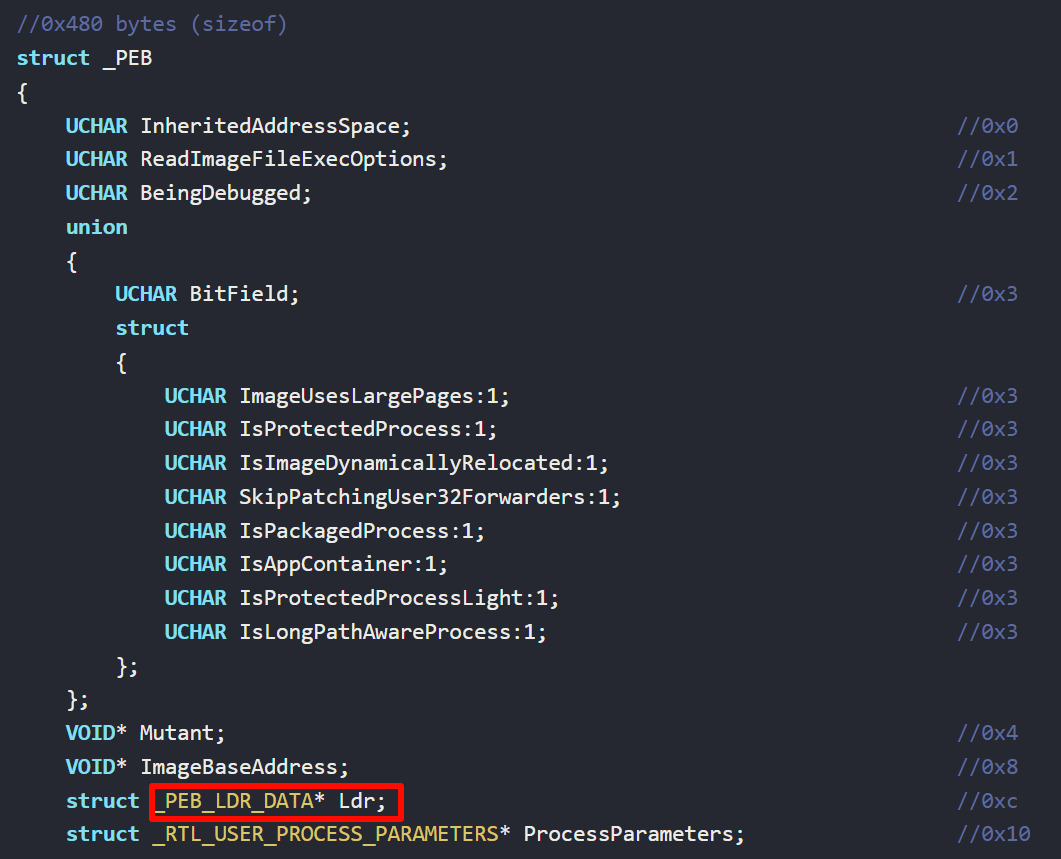 //0x480 bytes (sizeof)
struct _PEB
{
    UCHAR InheritedAddressSpace;                                            //0x0
    UCHAR ReadImageFileExecOptions;                                         //0x1
    UCHAR BeingDebugged;                                                    //0x2
    union
    {
        UCHAR BitField;                                                     //0x3
        struct
        {
            UCHAR ImageUsesLargePages:1;                                    //0x3
            UCHAR IsProtectedProcess:1;                                     //0x3
            UCHAR IsImageDynamicallyRelocated:1;                            //0x3
            UCHAR SkipPatchingUser32Forwarders:1;                           //0x3
            UCHAR IsPackagedProcess:1;                                      //0x3
            UCHAR IsAppContainer:1;                                         //0x3
            UCHAR IsProtectedProcessLight:1;                                //0x3
            UCHAR IsLongPathAwareProcess:1;                                 //0x3
        };
    };
    VOID* Mutant;                                                           //0x4
    VOID* ImageBaseAddress;                                                 //0x8
    struct _PEB_LDR_DATA* Ldr;                                              //0xc
    struct _RTL_USER_PROCESS_PARAMETERS* ProcessParameters;                 //0x10